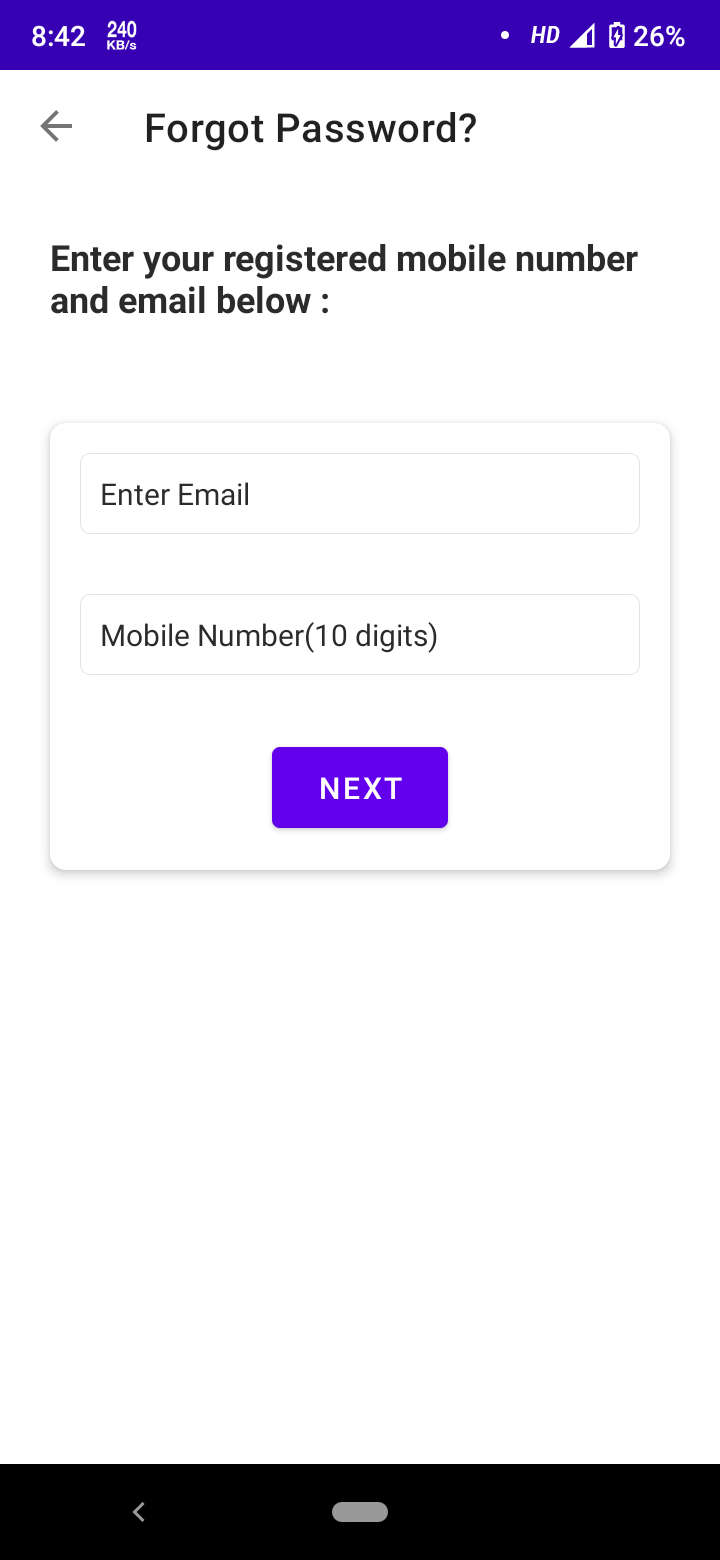 8:42 240 KB/s HD 26%
Forgot Password?
Enter your registered mobile number
and email below :
Enter Email
Mobile Number(10 digits)
NEXT